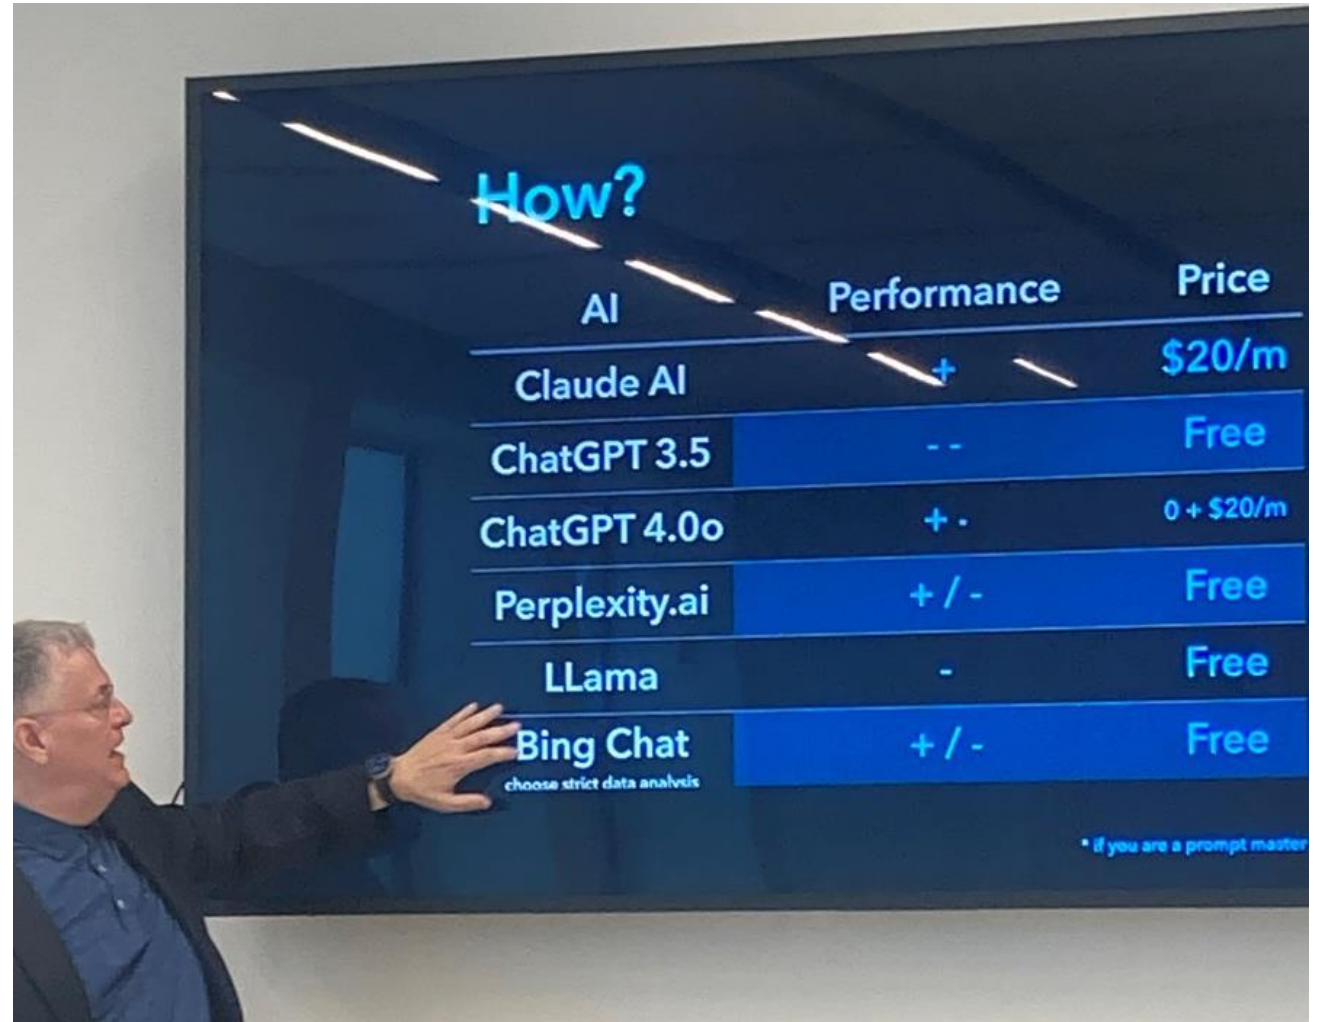 How?
AI Performance Price
Claude AI + $20/m
ChatGPT 3.5 - - Free
ChatGPT 4.0o + - 0 + $20/m
Perplexity.ai + / - Free
LLama - Free
Bing Chat + / - Free
choose strict data analysis
* if you are a prompt master